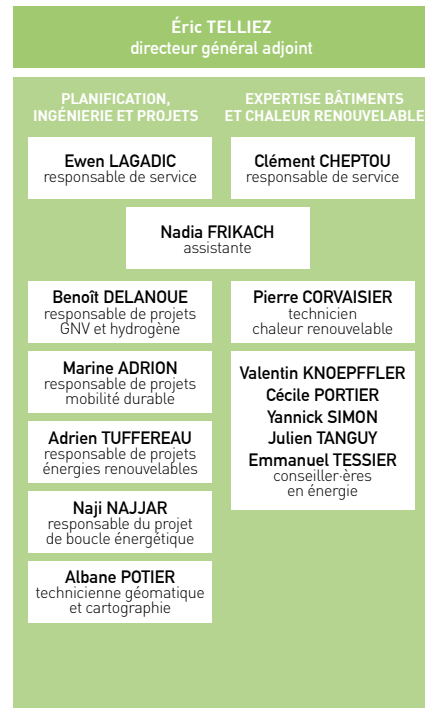 Éric TELLIEZ
directeur général adjoint
PLANIFICATION,
INGÉNIERIE ET PROJETS
EXPERTISE BÂTIMENTS
ET CHALEUR RENOUVELABLE
Ewen LAGADIC
responsable de service
Clément CHEPTOU
responsable de service
Nadia FRIKACH
assistante
Benoît DELANOUE
responsable de projets
GNV et hydrogène
Marine ADRION
responsable de projets
mobilité durable
Adrien TUFFEREAU
responsable de projets
énergies renouvelables
Naji NAJJAR
responsable du projet
de boucle énergétique
Albane POTIER
technicienne géomatique
et cartographie
Pierre CORVAISIER
technicien
chaleur renouvelable
Valentin KNOEPFFLER
Cécile PORTIER
Yannick SIMON
Julien TANGUY
Emmanuel TESSIER
conseiller·ères
en énergie